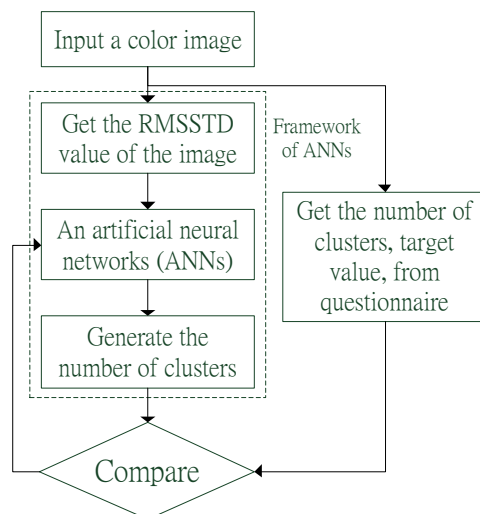 Input a color image
Get the RMSSTD
value of the image
Framework
of ANNs
An artificial neural
networks (ANNs)
Get the number of
clusters, target
value, from
questionnaire
Generate the
number of clusters
Compare